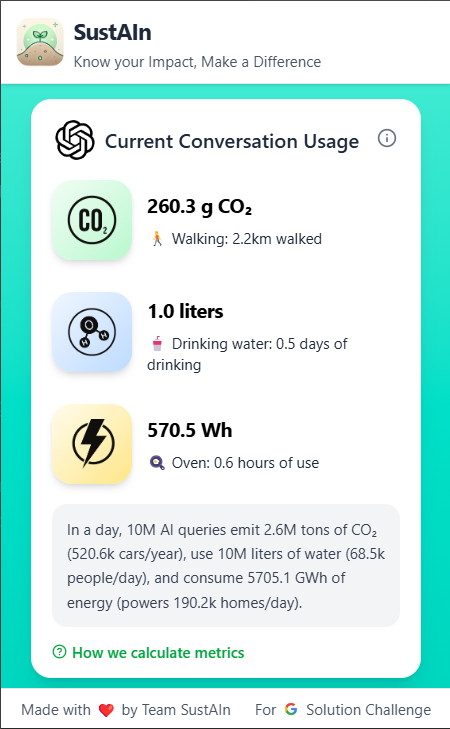 SustAIn
Know your Impact, Make a Difference
Current Conversation Usage
CO₂
260.3 g CO₂
Walking: 2.2km walked
O
H H
1.0 liters
Drinking water: 0.5 days of
drinking
570.5 Wh
Oven: 0.6 hours of use
In a day, 10M AI queries emit 2.6M tons of CO₂
(520.6k cars/year), use 10M liters of water (68.5k
people/day), and consume 5705.1 GWh of
energy (powers 190.2k homes/day).
How we calculate metrics
Made with ❤️ by Team SustAIn For G Solution Challenge